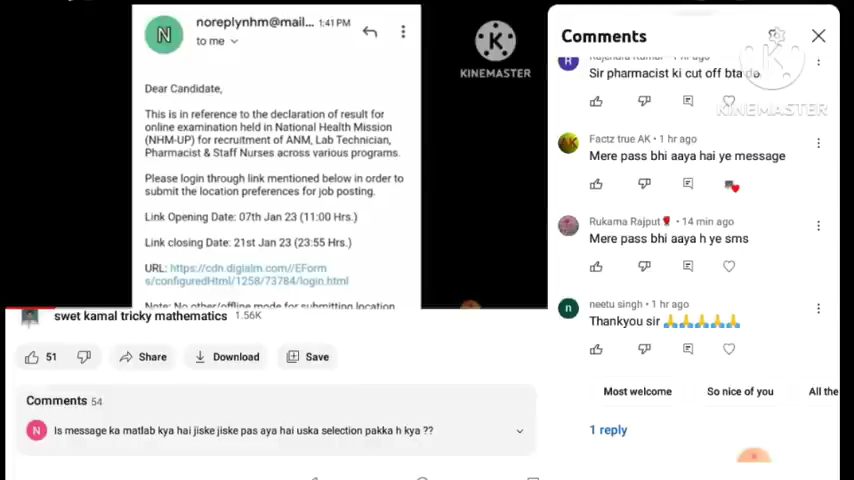 noreplynhm@mail... 1:41 PM
N
to me
Dear Candidate,
This is in reference to the declaration of result for
online examination held in National Health Mission
(NHM-UP) for recruitment of ANM, Lab Technician,
Pharmacist & Staff Nurses across various programs.
Please login through link mentioned below in order to
submit the location preferences for job posting.
Link Opening Date: 07th Jan 23 (11:00 Hrs.)
Link closing Date: 21st Jan 23 (23:55 Hrs.)
URL: https://cdn.digialm.com//EForm
s/configuredHtml/1258/73784/login.html
Note: No other/offline mode for submitting location
K
KINEMASTER
swet kamal tricky mathematics 1.56K
51
Share
Download
Save
Comments 54
N
Is message ka matlab kya hai jiske jiske pas aya hai uska selection pakka h kya ??
Comments
KINEMASTER
R
Rajendra Kumar • 1 hr ago
Sir pharmacist ki cut off bta do
AK
Factz true AK • 1 hr ago
Mere pass bhi aaya hai ye message
Rukama Rajput🌹 • 14 min ago
Mere pass bhi aaya h ye sms
n
neetu singh • 1 hr ago
Thankyou sir 🙏🙏🙏🙏🙏
Most welcome
So nice of you
All the
1 reply